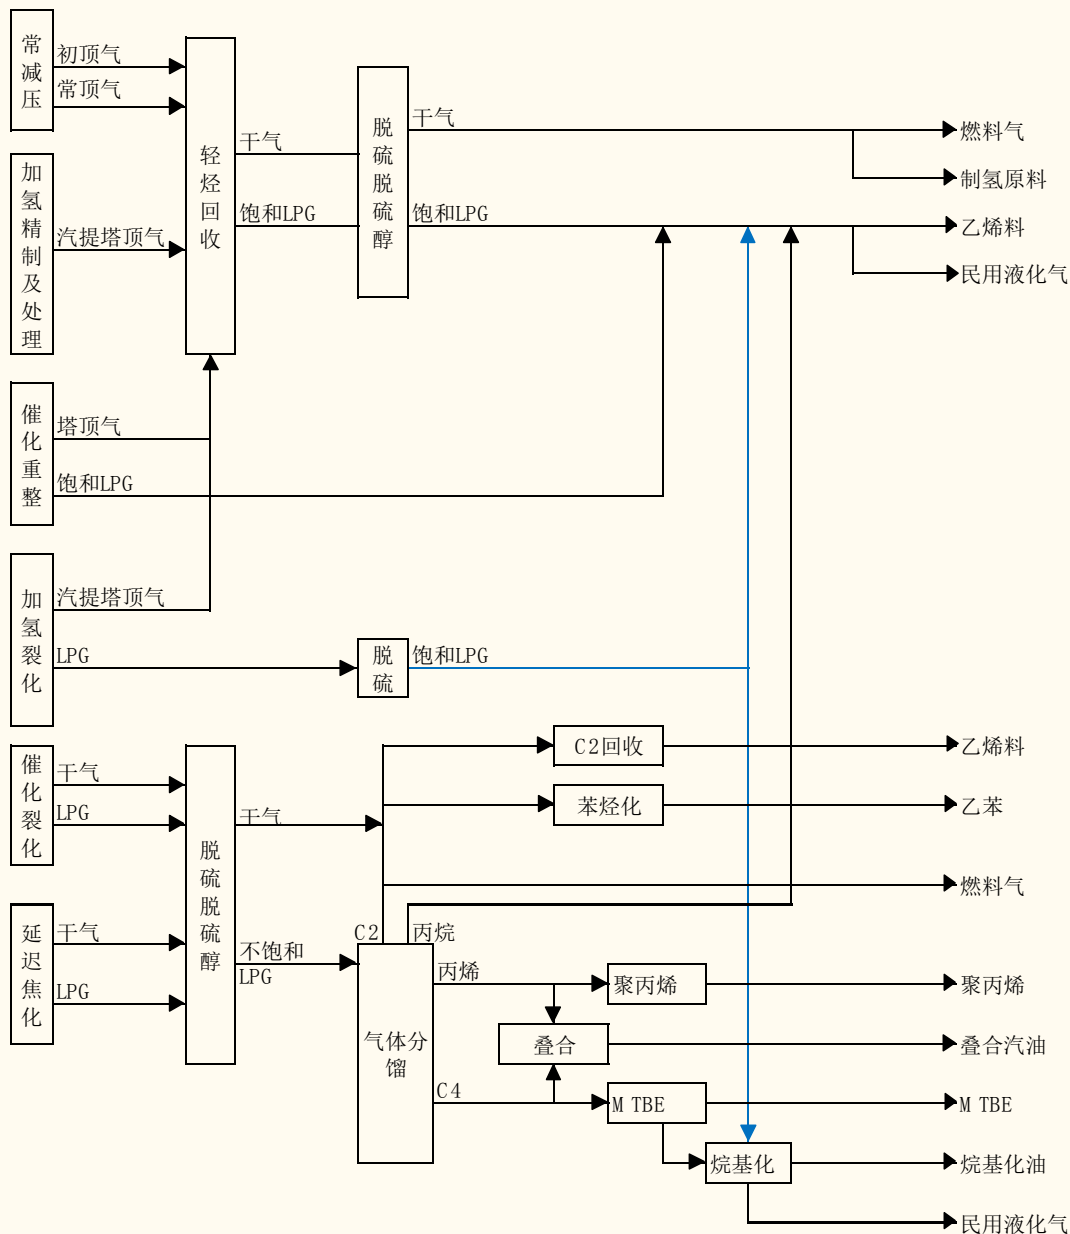 常减压
初顶气
常顶气
加氢精制及处理
汽提塔顶气
轻烃回收
干气
饱和LPG
脱硫脱硫醇
干气
饱和LPG
燃料气
制氢原料
乙烯料
民用液化气
催化重整
塔顶气
饱和LPG
加氢裂化
汽提塔顶气
LPG
脱硫
饱和LPG
催化裂化
干气
LPG
延迟焦化
干气
LPG
脱硫脱硫醇
干气
不饱和
LPG
C2回收
乙烯料
苯烃化
乙苯
燃料气
C2
丙烷
气体分
馏
丙烯
聚丙烯
聚丙烯
叠合
叠合汽油
C4
MTBE
MTBE
烷基化
烷基化油
民用液化气